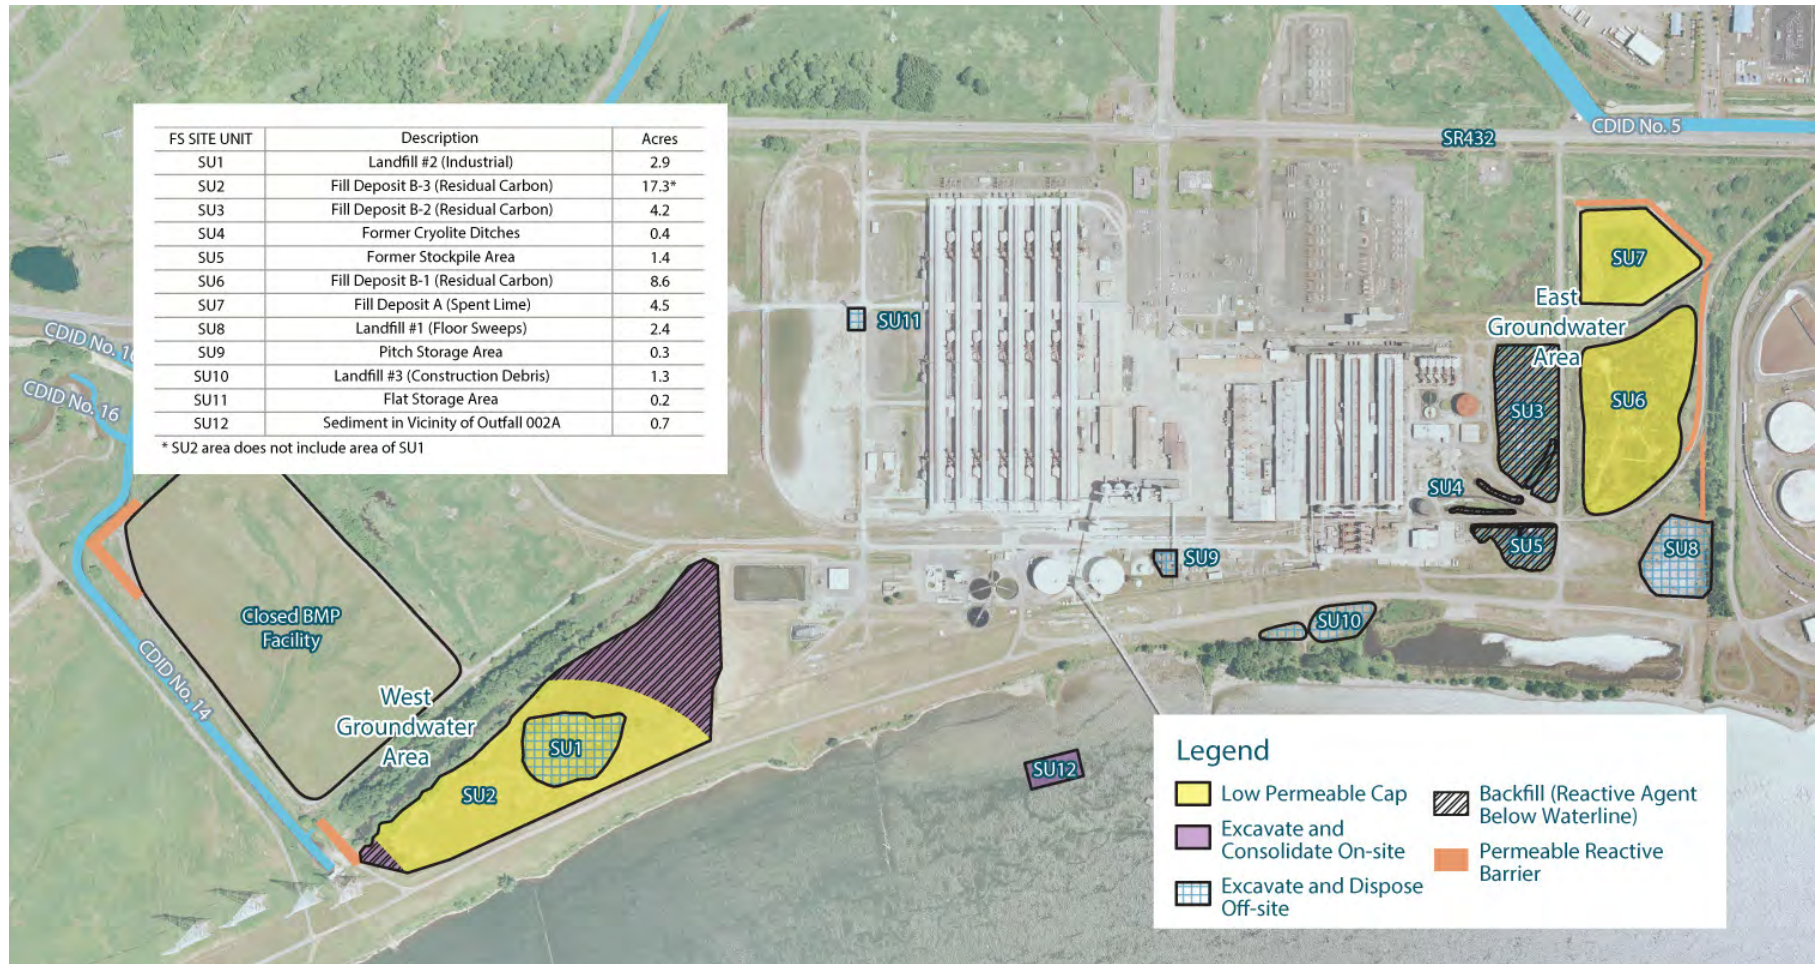 CDID No. 5
SR432
FS SITE UNIT Description Acres
SU1 Landfill #2 (Industrial) 2.9
SU2 Fill Deposit B-3 (Residual Carbon) 17.3*
SU3 Fill Deposit B-2 (Residual Carbon) 4.2
SU4 Former Cryolite Ditches 0.4
SU5 Former Stockpile Area 1.4
SU6 Fill Deposit B-1 (Residual Carbon) 8.6
SU7 Fill Deposit A (Spent Lime) 4.5
SU8 Landfill #1 (Floor Sweeps) 2.4
SU9 Pitch Storage Area 0.3
SU10 Landfill #3 (Construction Debris) 1.3
SU11 Flat Storage Area 0.2
SU12 Sediment in Vicinity of Outfall 002A 0.7
* SU2 area does not include area of SU1
SU7
East
Groundwater
Area
SU11
CDID No. 10
CDID No. 16
SU3
SU6
SU4
SU5
SU8
SU9
SU10
Closed BMP
Facility
CDID No. 14
West
Groundwater
Area
SU1
SU2
SU12
Legend
Low Permeable Cap
Excavate and
Consolidate On-site
Excavate and Dispose
Off-site
Backfill (Reactive Agent
Below Waterline)
Permeable Reactive
Barrier